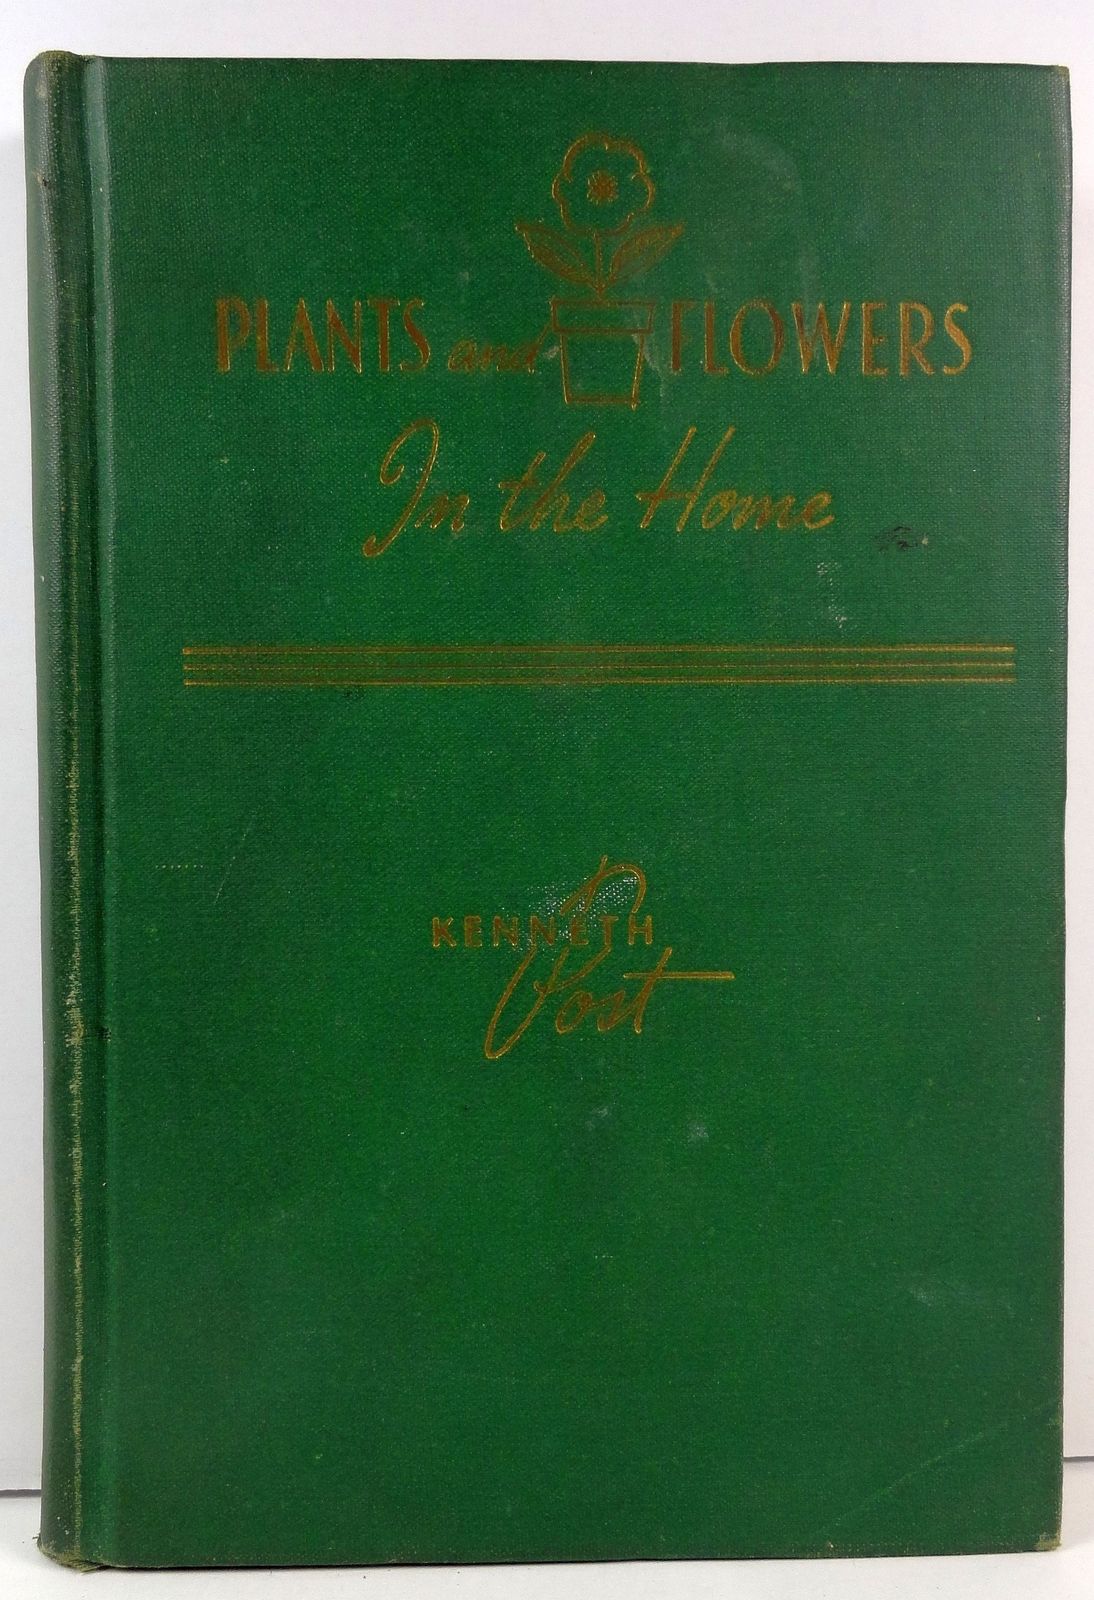 PLANTS and FLOWERS
In the Home
KENNETH
Post